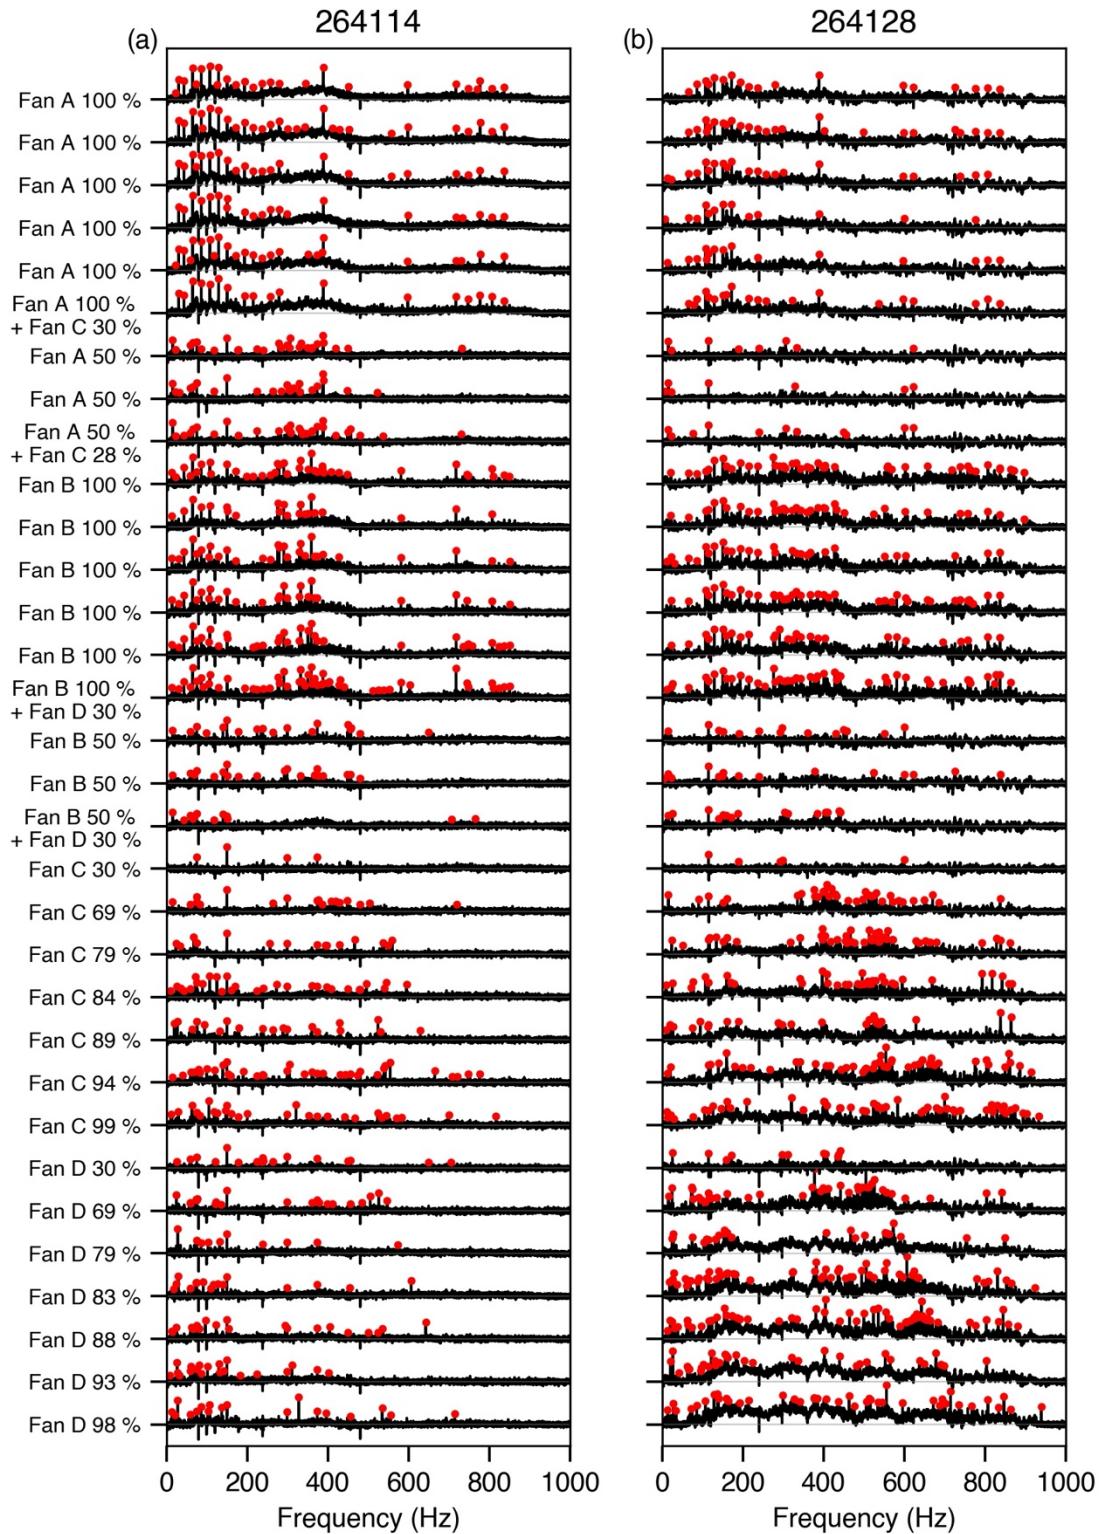 264114
264128
(a)
(b)
Fan A 100 %
Fan A 100 %
Fan A 100 %
Fan A 100 %
Fan A 100 %
Fan A 100 %
+ Fan C 30 %
Fan A 50 %
Fan A 50 %
Fan A 50 %
+ Fan C 28 %
Fan B 100 %
Fan B 100 %
Fan B 100 %
Fan B 100 %
Fan B 100 %
Fan B 100 %
+ Fan D 30 %
Fan B 50 %
Fan B 50 %
Fan B 50 %
+ Fan D 30 %
Fan C 30 %
Fan C 69 %
Fan C 79 %
Fan C 84 %
Fan C 89 %
Fan C 94 %
Fan C 99 %
Fan D 30 %
Fan D 69 %
Fan D 79 %
Fan D 83 %
Fan D 88 %
Fan D 93 %
Fan D 98 %
0 200 400 600 800 1000
0 200 400 600 800 1000
Frequency (Hz)
Frequency (Hz)